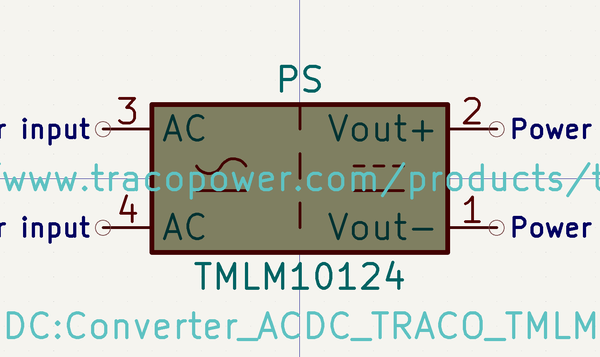 PS
3 AC Vout+ 2
r input Power
/www.tracopower.com/products/t
4 AC Vout- 1
r input Power
TMLM10124
DC:Converter_ACDC_TRACO_TMLM